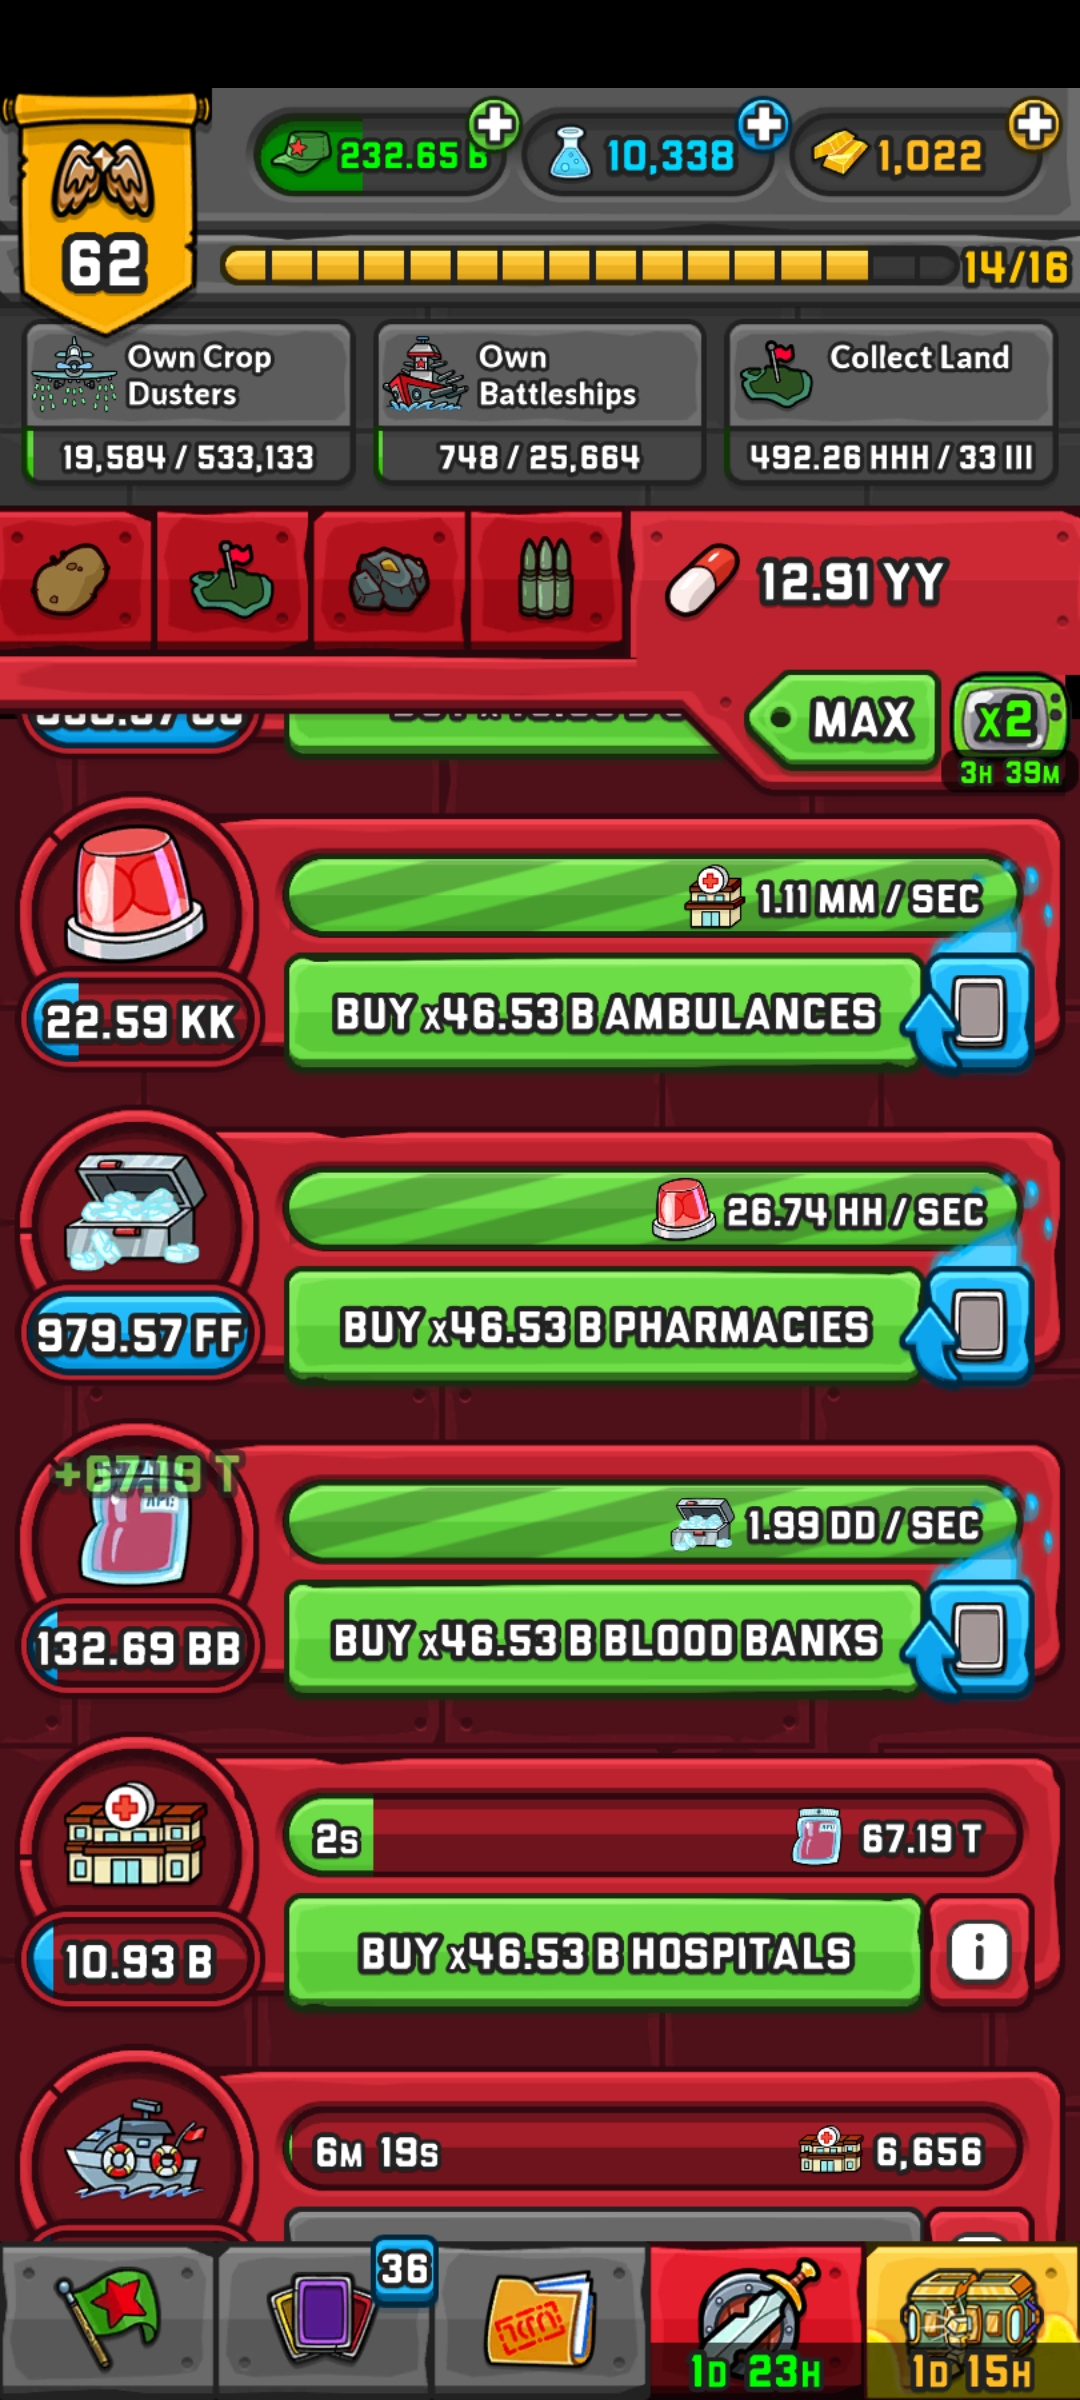 232.65 B
10,338
1,022
62
14/16
Own Crop
Dusters
19,584 / 533,133
Own
Battleships
748 / 25,664
Collect Land
492.26 HHH / 33 III
12.91 YY
MAX
x2
3H 39M
1.11 MM / SEC
22.59 KK
BUY x46.53 B AMBULANCES
26.74 HH / SEC
979.57 FF
BUY x46.53 B PHARMACIES
+67.19 T
1.99 DD / SEC
132.69 BB
BUY x46.53 B BLOOD BANKS
2S
67.19 T
10.93 B
BUY x46.53 B HOSPITALS
i
6M 19S
6,656
36
1D 23H
1D 15H